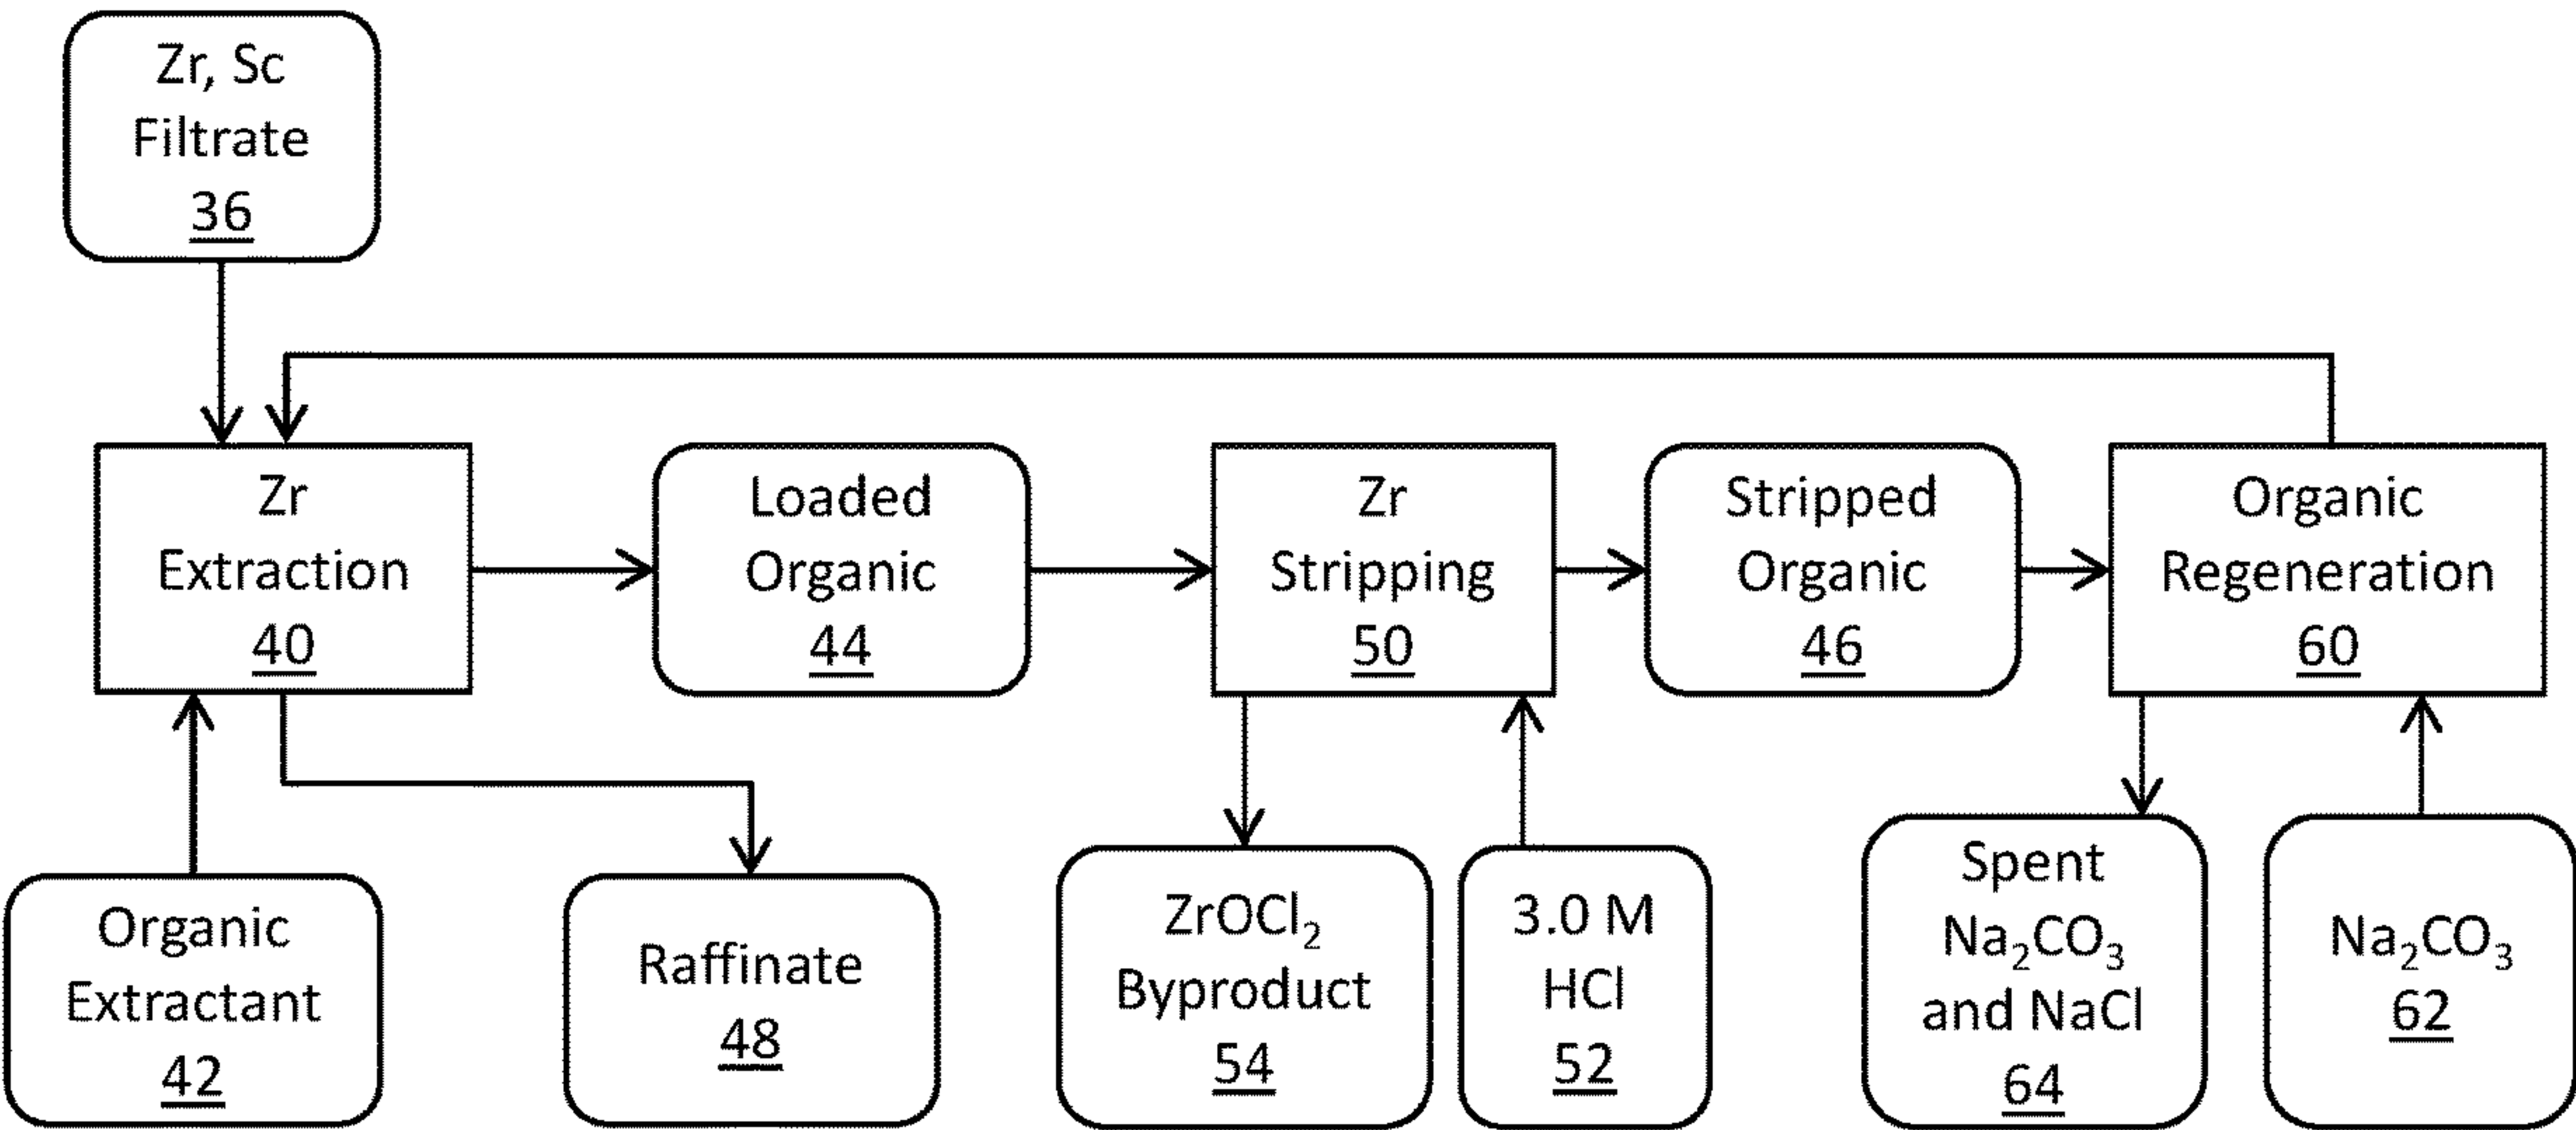 Zr, Sc
Filtrate
36
Zr
Extraction
40
Loaded
Organic
44
Zr
Stripping
50
Stripped
Organic
46
Organic
Regeneration
60
Organic
Extractant
42
Raffinate
48
ZrOCl₂
Byproduct
54
3.0 M
HCl
52
Spent
Na₂CO₃
and NaCl
64
Na₂CO₃
62